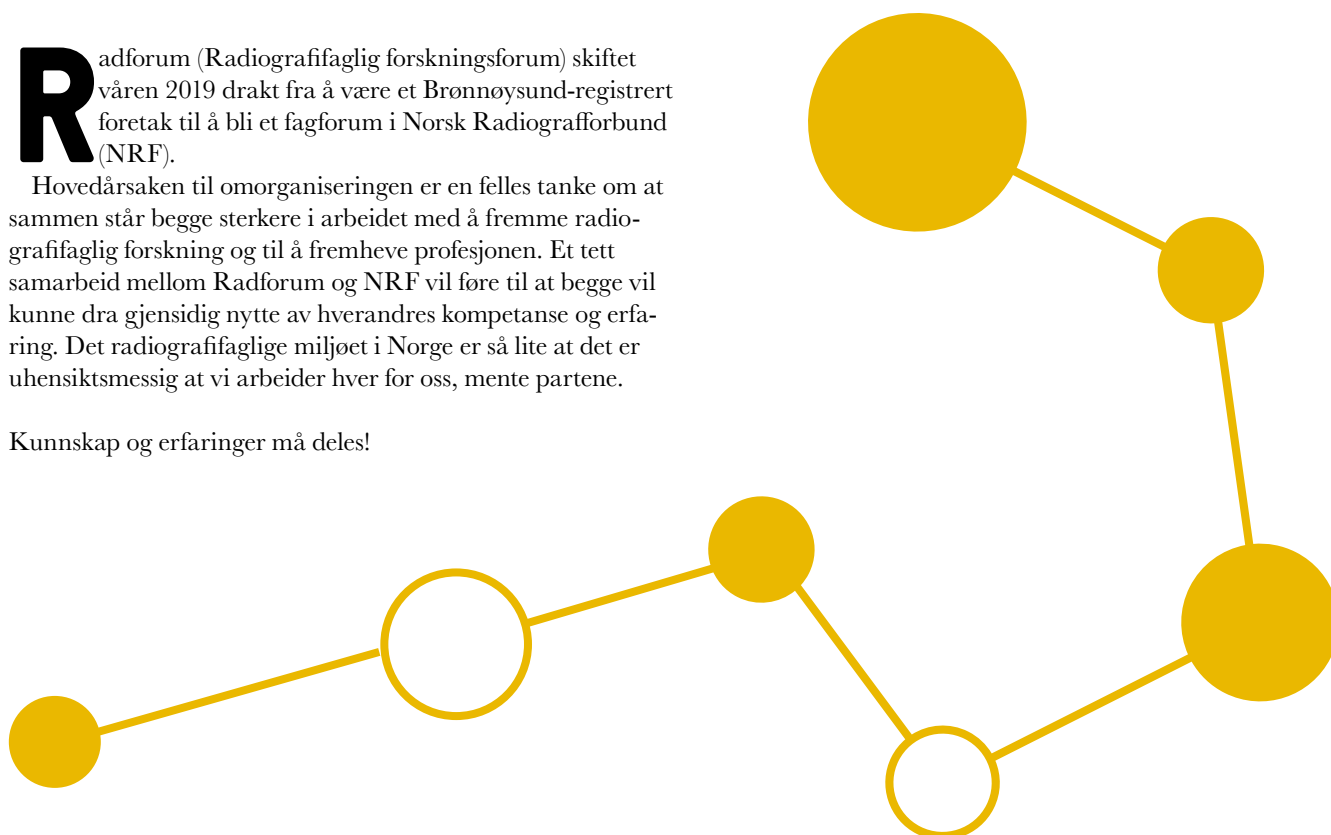 Radforum (Radiografifaglig forskningsforum) skiftet
våren 2019 drakt fra å være et Brønnøysund-registrert
foretak til å bli et fagforum i Norsk Radiografforbund
(NRF).
Hovedårsaken til omorganiseringen er en felles tanke om at
sammen står begge sterkere i arbeidet med å fremme radio-
grafifaglig forskning og til å fremheve profesjonen. Et tett
samarbeid mellom Radforum og NRF vil føre til at begge vil
kunne dra gjensidig nytte av hverandres kompetanse og erfa-
ring. Det radiografifaglige miljøet i Norge er så lite at det er
uhensiktsmessig at vi arbeider hver for oss, mente partene.
Kunnskap og erfaringer må deles!